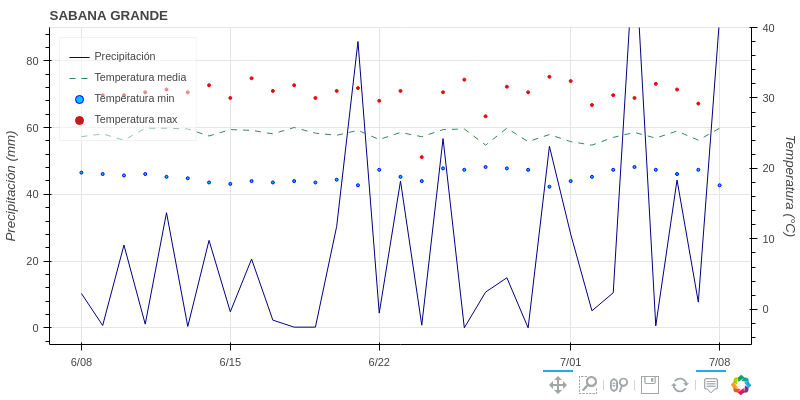 SABANA GRANDE
Precipitación
Temperatura media
Temperatura min
Temperatura max
80
60
40
20
0
Precipitación (mm)
40
30
20
10
0
Temperatura (°C)
6/08
6/15
6/22
7/01
7/08